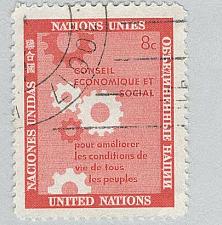 NATIONS UNIES
8c
CONSEIL
ÉCONOMIQUE ET
SOCIAL
pour améliorer
les conditions de
vie de tous
les peuples
UNITED NATIONS
NACIONES UNIDAS